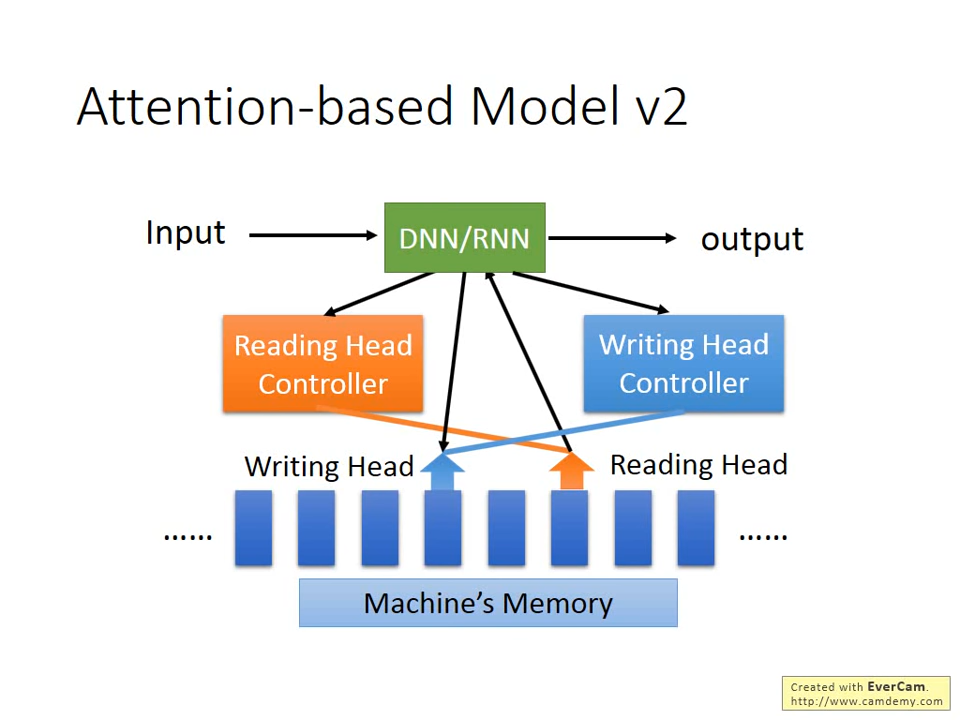 Attention-based Model v2
Input
DNN/RNN
output
Reading Head
Controller
Writing Head
Controller
Writing Head
Reading Head
……
……
Machine's Memory
Created with EverCam.
http://www.camdemy.com